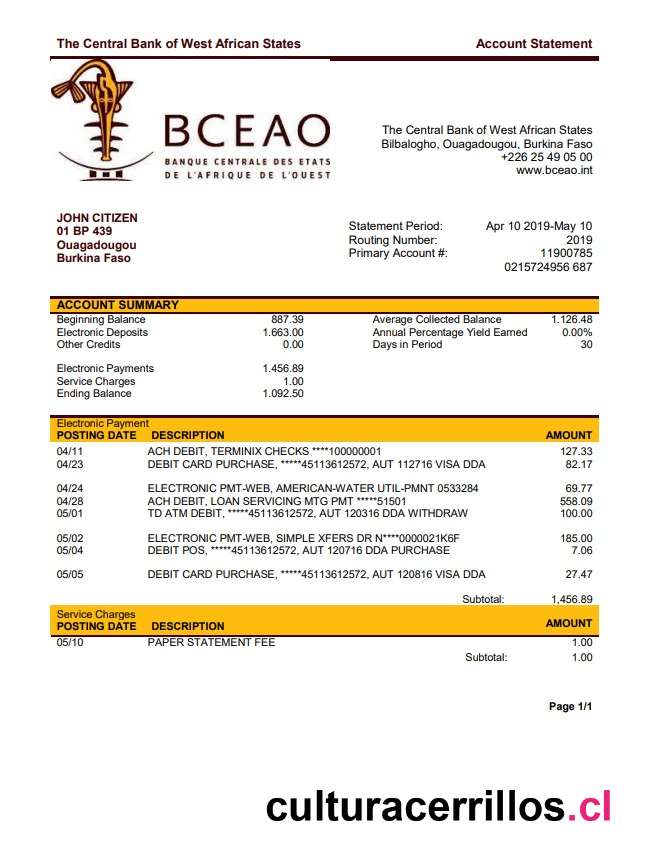 The Central Bank of West African States Account Statement
BCEAO
BANQUE CENTRALE DES ETATS
DE L'AFRIQUE DE L'OUEST
The Central Bank of West African States
Bilbalogho, Ouagadougou, Burkina Faso
+226 25 49 05 00
www.bceao.int
JOHN CITIZEN
01 BP 439
Ouagadougou
Burkina Faso
Statement Period: Apr 10 2019-May 10
Routing Number: 2019
Primary Account #: 11900785
0215724956 687
ACCOUNT SUMMARY
Beginning Balance 887.39 Average Collected Balance 1.126.48
Electronic Deposits 1.663.00 Annual Percentage Yield Earned 0.00%
Other Credits 0.00 Days in Period 30
Electronic Payments 1.456.89
Service Charges 1.00
Ending Balance 1.092.50
Electronic Payment
POSTING DATE DESCRIPTION AMOUNT
04/11 ACH DEBIT, TERMINIX CHECKS ****100000001 127.33
04/23 DEBIT CARD PURCHASE, *****45113612572, AUT 112716 VISA DDA 82.17
04/24 ELECTRONIC PMT-WEB, AMERICAN-WATER UTIL-PMNT 0533284 69.77
04/28 ACH DEBIT, LOAN SERVICING MTG PMT *****51501 558.09
05/01 TD ATM DEBIT, *****45113612572, AUT 120316 DDA WITHDRAW 100.00
05/02 ELECTRONIC PMT-WEB, SIMPLE XFERS DR N****0000021K6F 185.00
05/04 DEBIT POS, *****45113612572, AUT 120716 DDA PURCHASE 7.06
05/05 DEBIT CARD PURCHASE, *****45113612572, AUT 120816 VISA DDA 27.47
Subtotal: 1,456.89
Service Charges
POSTING DATE DESCRIPTION AMOUNT
05/10 PAPER STATEMENT FEE 1.00
Subtotal: 1.00
Page 1/1
culturacerrillos.cl